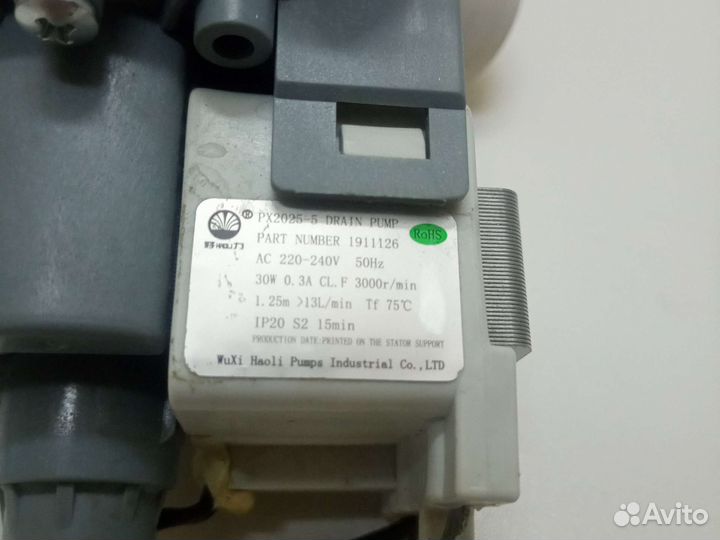 PX2025-5 DRAIN PUMP
PART NUMBER 1911126
RoHS
AC 220-240V 50Hz
30W 0.3A CL.F 3000r/min
1.25m >13L/min Tf 75℃
IP20 S2 15min
PRODUCTION DATE:PRINTED ON THE STATOR SUPPORT
WuXi Haoli Pumps Industrial Co.,LTD
Avito